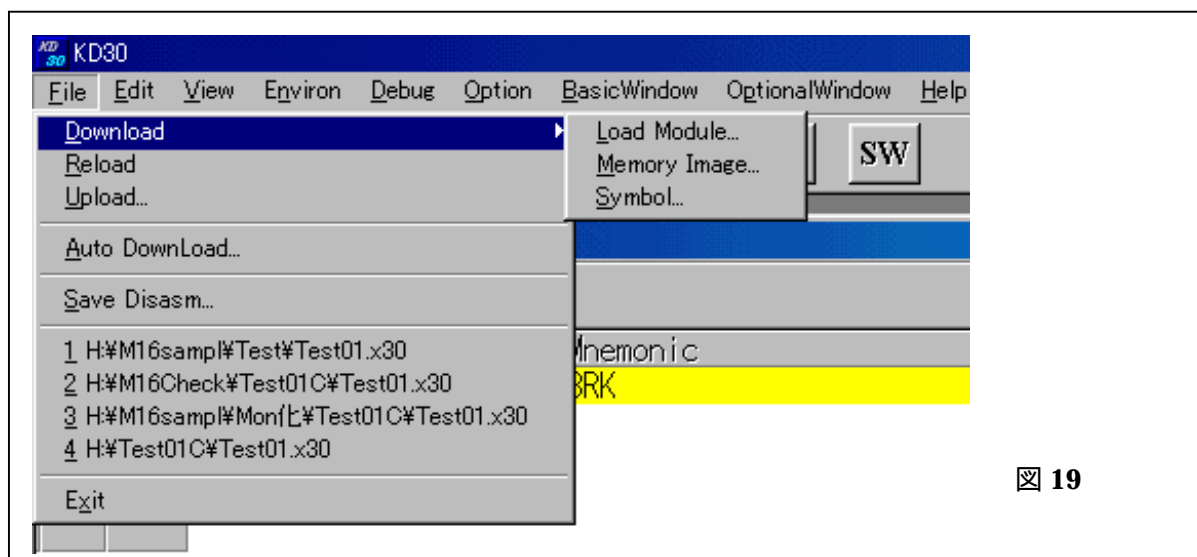 KD30
File Edit View Environ Debug Option BasicWindow OptionalWindow Help
Download
Reload
Upload...
Auto DownLoad...
Save Disasm...
1 H:¥M16sampl¥Test¥Test01.x30
2 H:¥M16Check¥Test01C¥Test01.x30
3 H:¥M16sampl¥Mon化¥Test01C¥Test01.x30
4 H:¥Test01C¥Test01.x30
Exit
Load Module...
Memory Image...
Symbol...
SW
Mnemonic
BRK
図 19